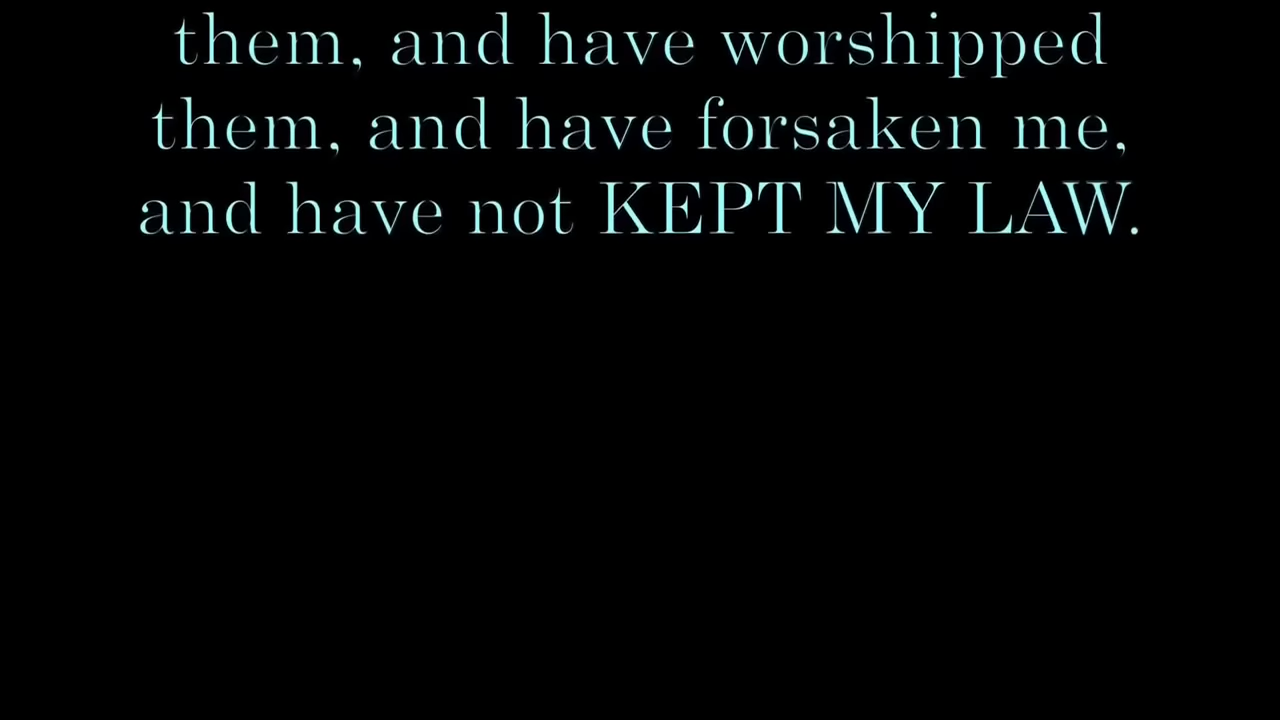 them, and have worshipped
them, and have forsaken me,
and have not KEPT MY LAW.